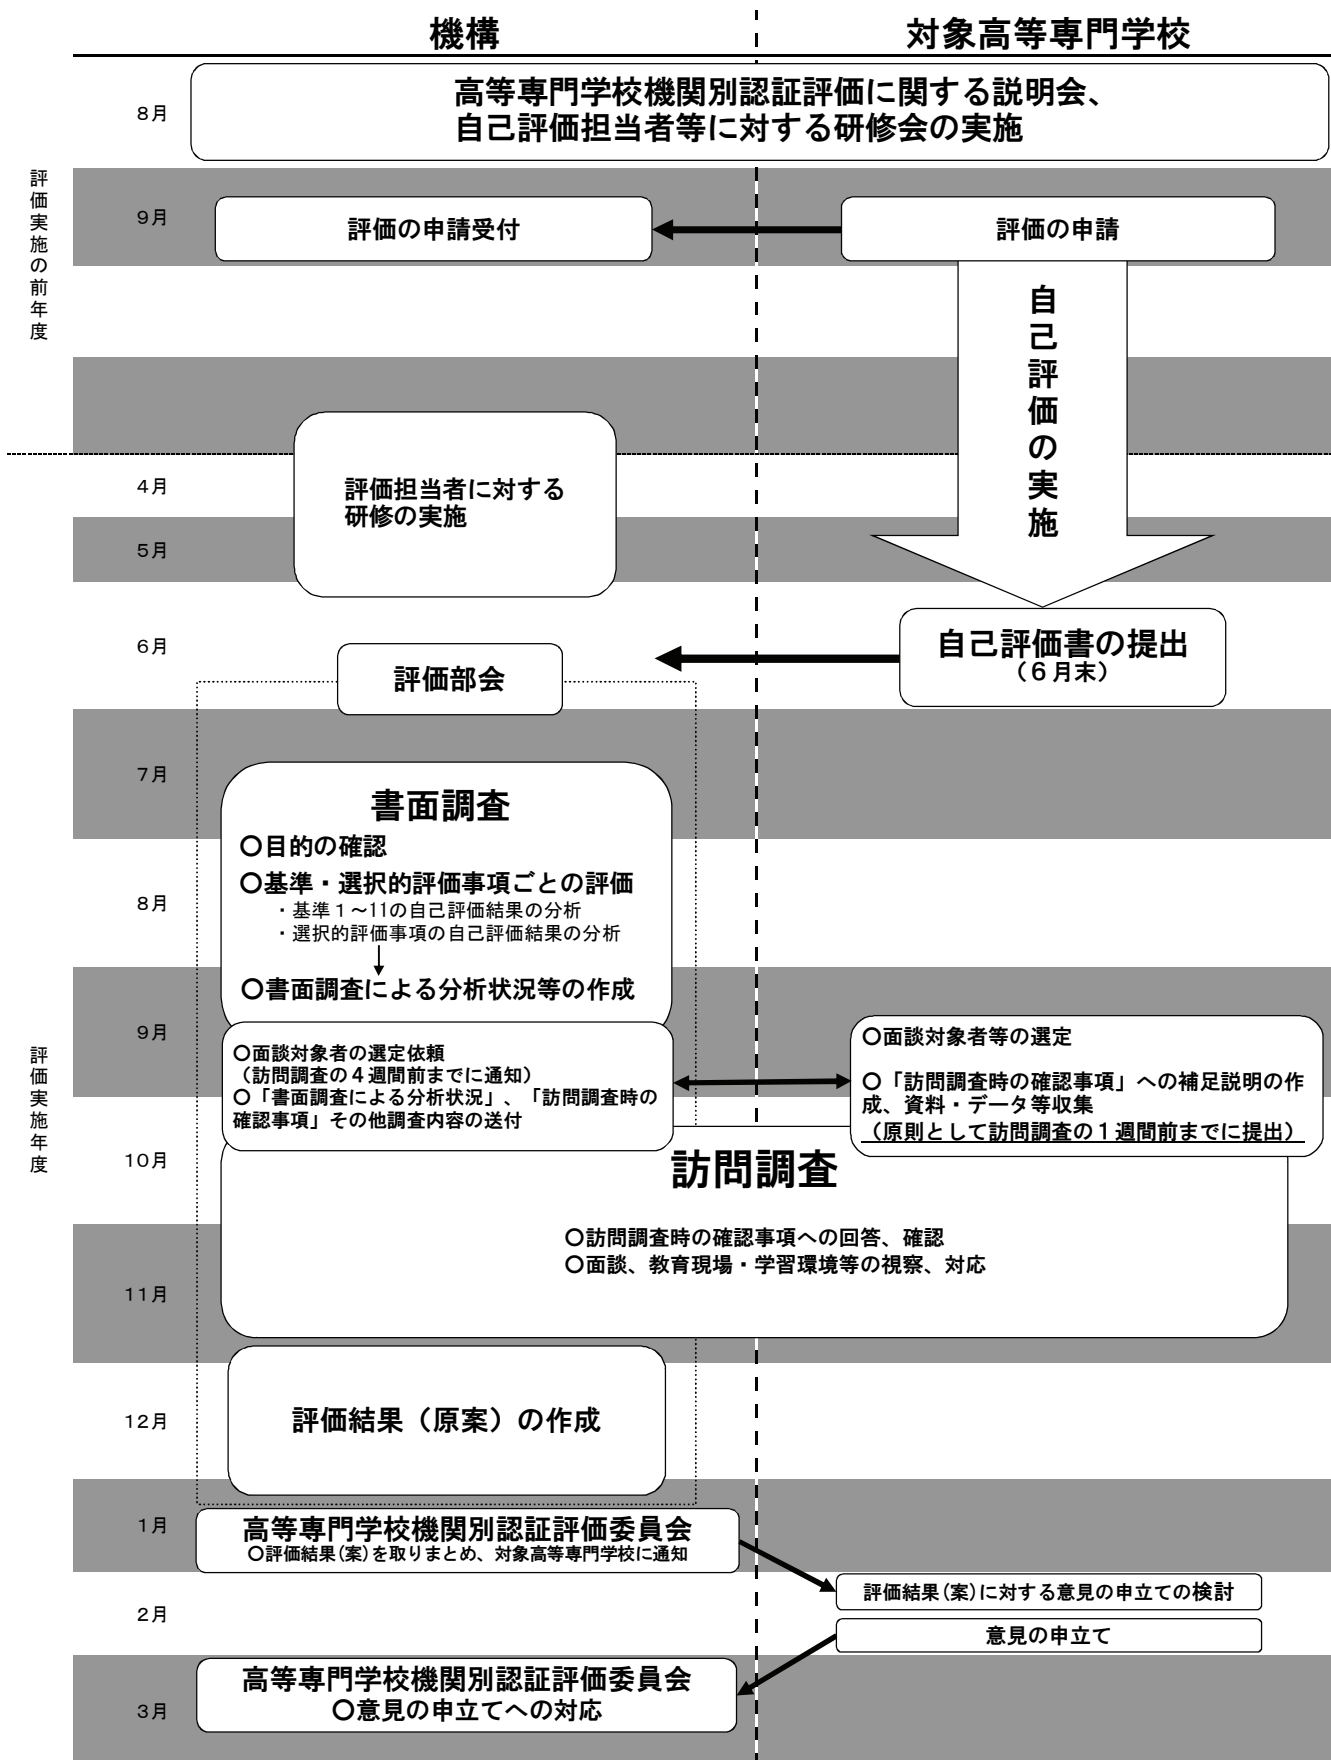 機構
対象高等専門学校
評価実施の前年度
8月
高等専門学校機関別認証評価に関する説明会、
自己評価担当者等に対する研修会の実施
9月
評価の申請受付
評価の申請
自己評価の実施
評価実施年度
4月
評価担当者に対する
研修の実施
5月
6月
自己評価書の提出
（６月末）
評価部会
7月
書面調査
〇目的の確認
〇基準・選択的評価事項ごとの評価
8月
・基準１～11の自己評価結果の分析
・選択的評価事項の自己評価結果の分析
〇書面調査による分析状況等の作成
9月
〇面談対象者の選定依頼
（訪問調査の４週間前までに通知）
〇「書面調査による分析状況」、「訪問調査時の
確認事項」その他調査内容の送付
〇面談対象者等の選定
〇「訪問調査時の確認事項」への補足説明の作
成、資料・データ等収集
（原則として訪問調査の１週間前までに提出）
10月
訪問調査
〇訪問調査時の確認事項への回答、確認
〇面談、教育現場・学習環境等の視察、対応
11月
12月
評価結果（原案）の作成
1月
高等専門学校機関別認証評価委員会
〇評価結果(案)を取りまとめ、対象高等専門学校に通知
評価結果(案)に対する意見の申立ての検討
2月
意見の申立て
高等専門学校機関別認証評価委員会
〇意見の申立てへの対応
3月